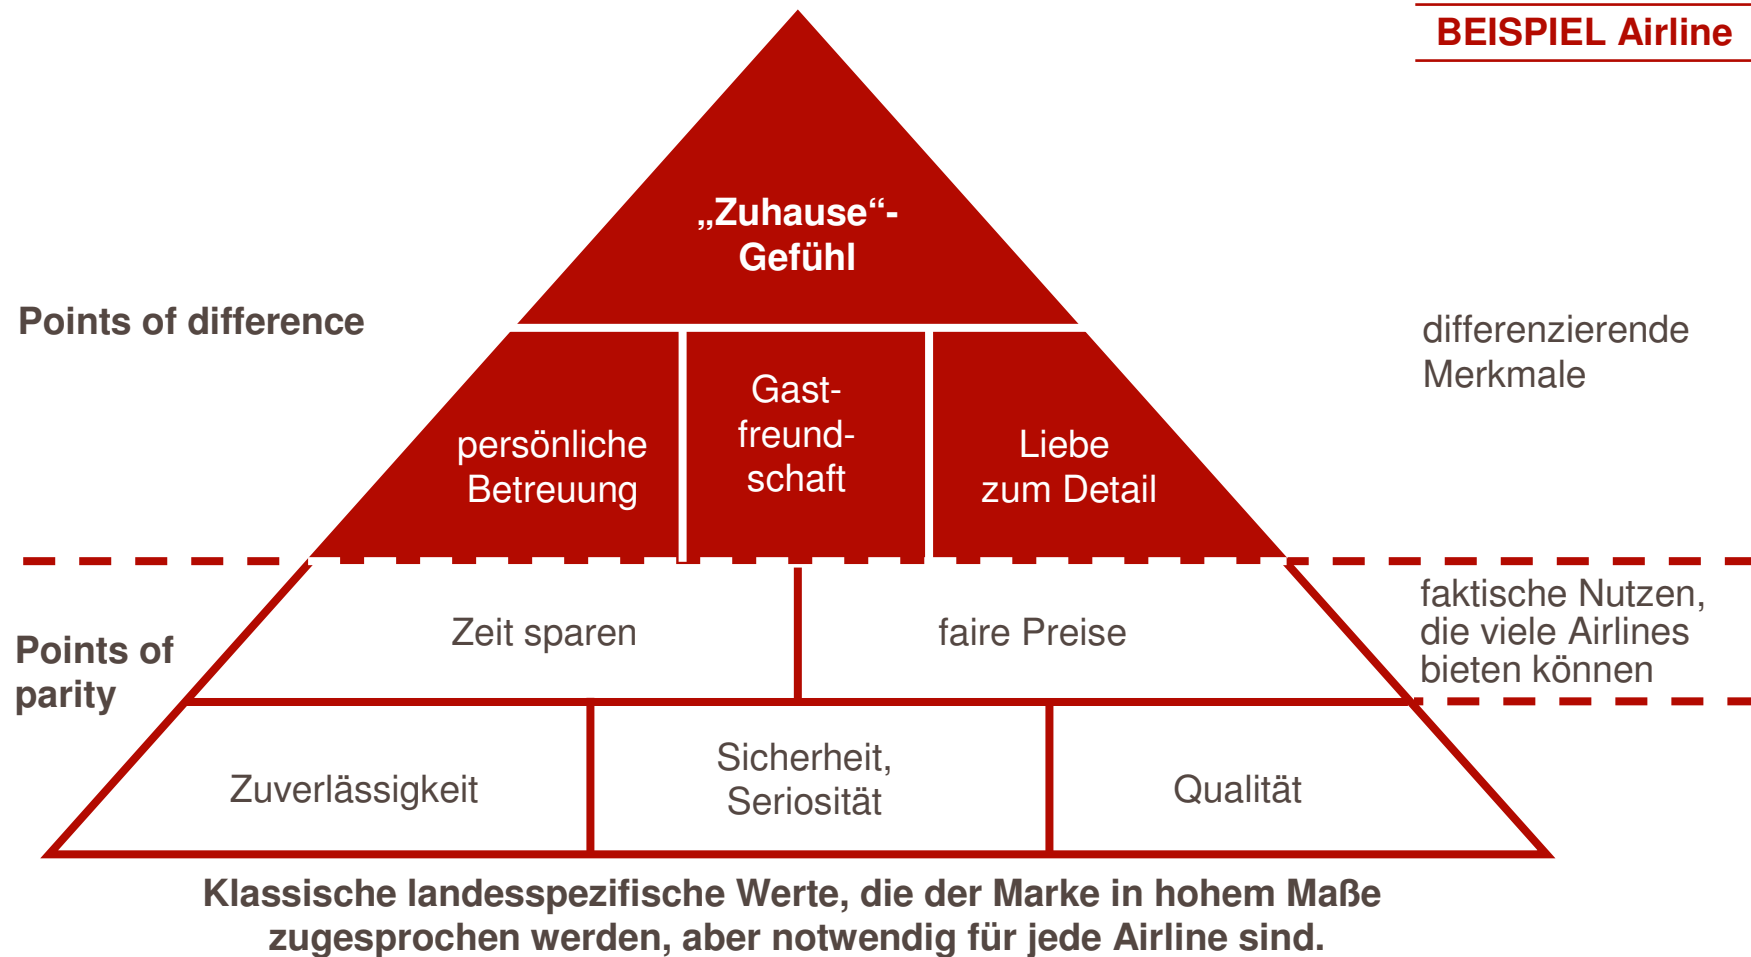 BEISPIEL Airline
„Zuhause“-
Gefühl
Points of difference
differenzierende
Merkmale
persönliche
Betreuung
Gast-
freund-
schaft
Liebe
zum Detail
Points of
parity
Zeit sparen
faire Preise
faktische Nutzen,
die viele Airlines
bieten können
Zuverlässigkeit
Sicherheit,
Seriosität
Qualität
Klassische landesspezifische Werte, die der Marke in hohem Maße
zugesprochen werden, aber notwendig für jede Airline sind.